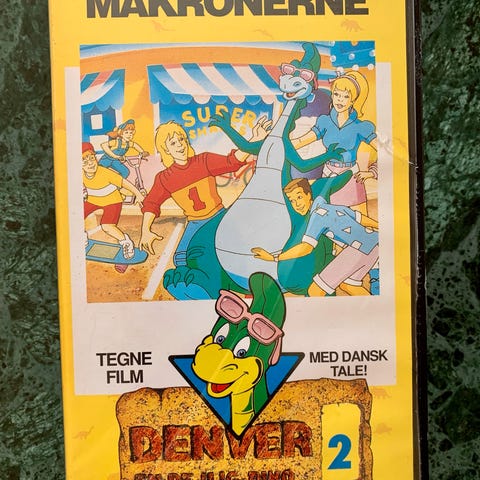 MAKRONERNE
SUPER
1
TEGNE
FILM
MED DANSK
TALE!
DENVER
2